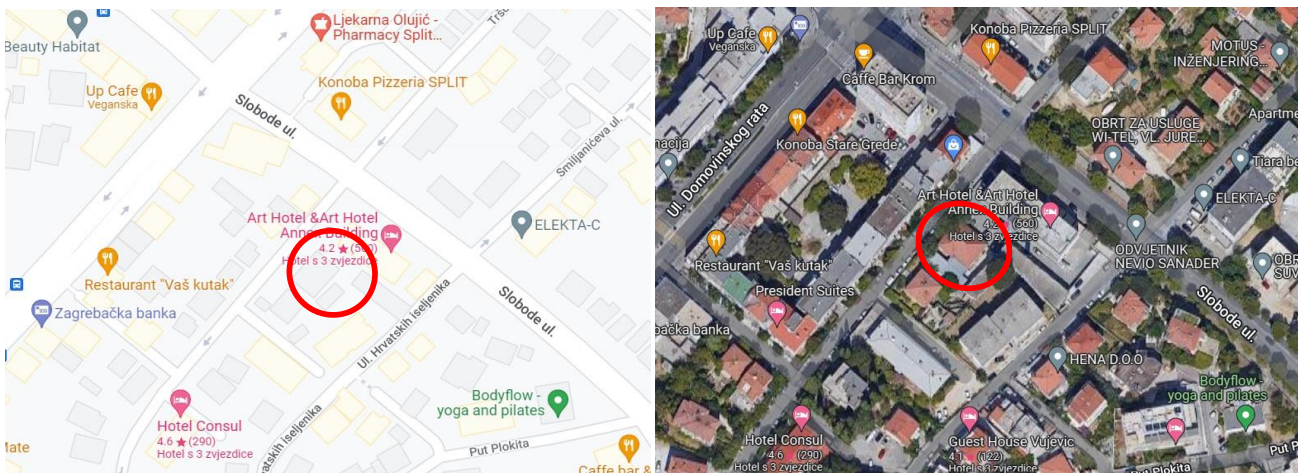 Beauty Habitat
Up Cafe
Veganska
Ljekarna Olujić -
Pharmacy Split...
Konoba Pizzeria SPLIT
Slobode ul.
Smiljanićeva ul.
Art Hotel &Art Hotel
Annex Building
4.2 ★ (560)
Hotel s 3 zvjezdice
ELEKTA-C
Restaurant "Vaš kutak"
Zagrebačka banka
Slobode ul.
Ul. Hrvatskih iseljenika
Bodyflow -
yoga and pilates
Hotel Consul
4.6 ★ (290)
Hotel s 3 zvjezdice
Put Plokita
Caffe bar &
Up Cafe
Veganska
Konoba Pizzeria SPLIT
MOTUS -
INŽENJERING...
Caffe Bar Krom
Ul. Domovinskog rata
Konoba Stare Grede
OBRT ZA USLUGE
WI-TEL, VL. JURE...
Tiara be
Art Hotel &Art Hotel
Annex Building
(560)
Hotel s 3 zvjezdice
ELEKTA-C
ODVJETNIK
NEVIO SANADER
Restaurant "Vaš kutak"
President Suites
Slobode ul.
HENA D.O.O
Bodyflow -
yoga and pilates
Hotel Consul
4.6 (290)
Hotel s 3 zvjezdice
Guest House Vujevic
4.1 (122)
Hotel s 3 zvjezdice
Put Plokita